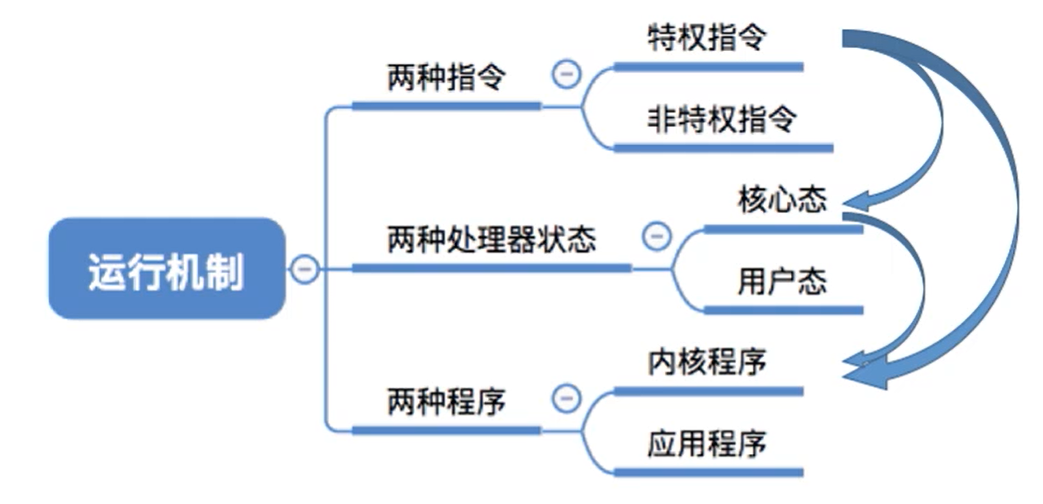 运行机制
两种指令
特权指令
非特权指令
两种处理器状态
核心态
用户态
两种程序
内核程序
应用程序